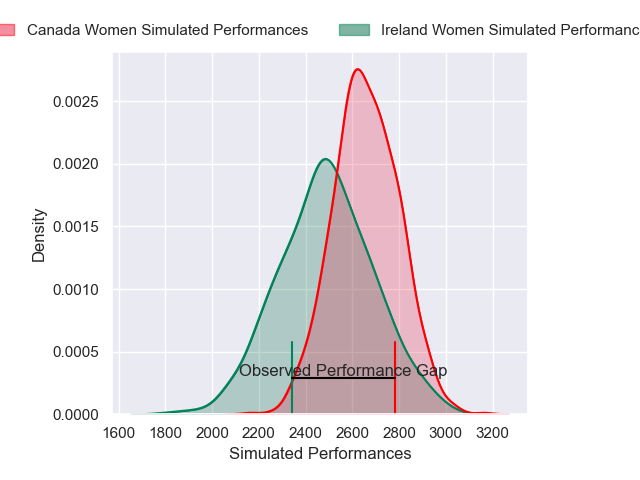 Canada Women Simulated Performances
Ireland Women Simulated Performanc
0.0025
0.0020
0.0015
0.0010
0.0005
0.0000
Density
Observed Performance Gap
1600 1800 2000 2200 2400 2600 2800 3000 3200
Simulated Performances